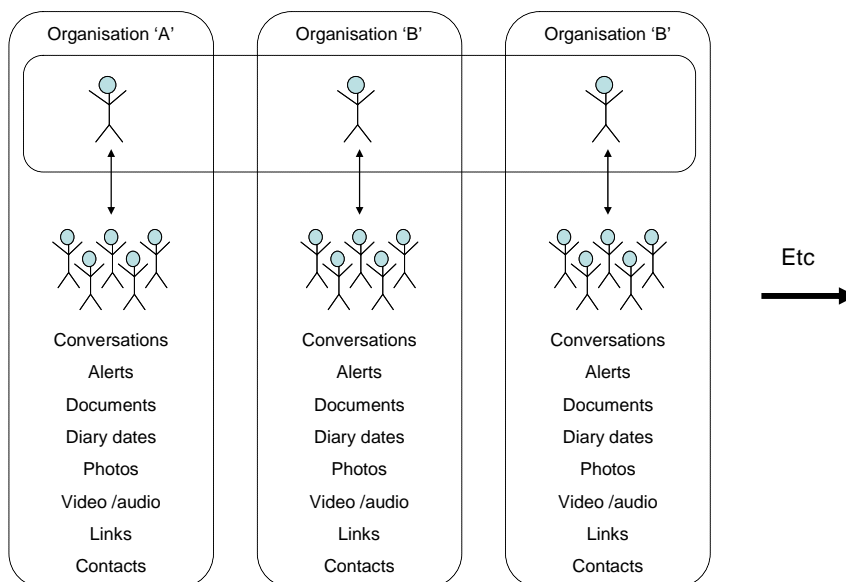 Organisation ‘A’
Organisation ‘B’
Organisation ‘B’
Etc
Conversations
Alerts
Documents
Diary dates
Photos
Video /audio
Links
Contacts
Conversations
Alerts
Documents
Diary dates
Photos
Video /audio
Links
Contacts
Conversations
Alerts
Documents
Diary dates
Photos
Video /audio
Links
Contacts